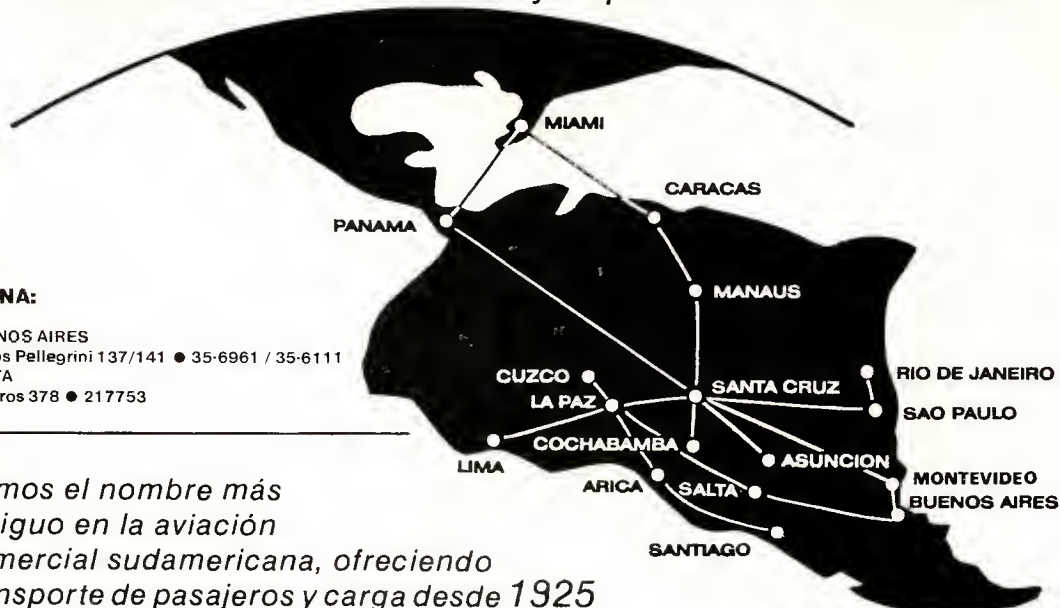 MIAMI
CARACAS
PANAMA
MANAUS
NA:
NOS AIRES
os Pellegrini 137/141 ● 35-6961 / 35-6111
TA
ros 378 ● 217753
CUZCO
LA PAZ
SANTA CRUZ
RIO DE JANEIRO
SAO PAULO
COCHABAMBA
ASUNCION
LIMA
ARICA
SALTA
MONTEVIDEO
BUENOS AIRES
SANTIAGO
mos el nombre más
iguo en la aviación
mercial sudamericana, ofreciendo
nsporte de pasajeros y carga desde 1925